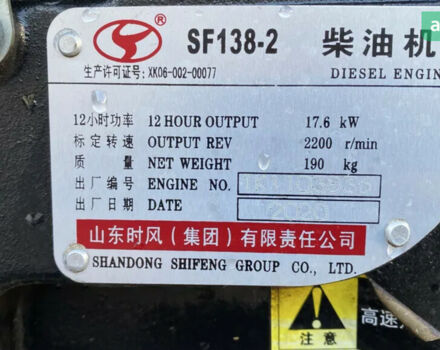 ® SF138-2 柴油机
生产许可证号: XK06-002-00077 DIESEL ENGIN
12小时功率 12 HOUR OUTPUT 17.6 kW
标定转速 OUTPUT REV 2200 r/min
质 量 NET WEIGHT 190 kg
出厂编号 ENGINE NO.
出厂日期 DATE 2020
山东时风(集团)有限责任公司
SHANDONG SHIFENG GROUP CO., LTD.
注意
高速